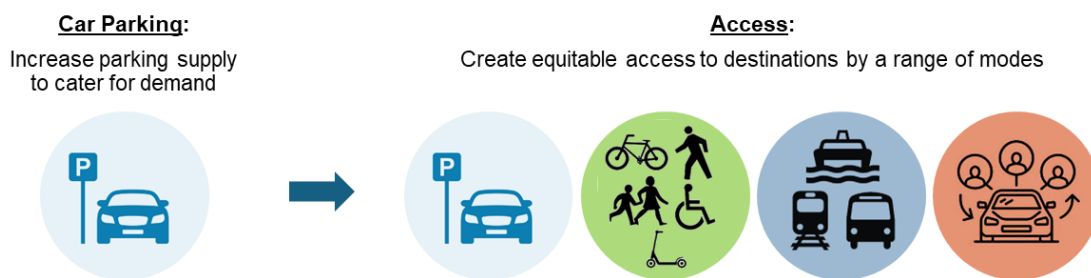 Car Parking:
Increase parking supply
to cater for demand
Access:
Create equitable access to destinations by a range of modes
P
P